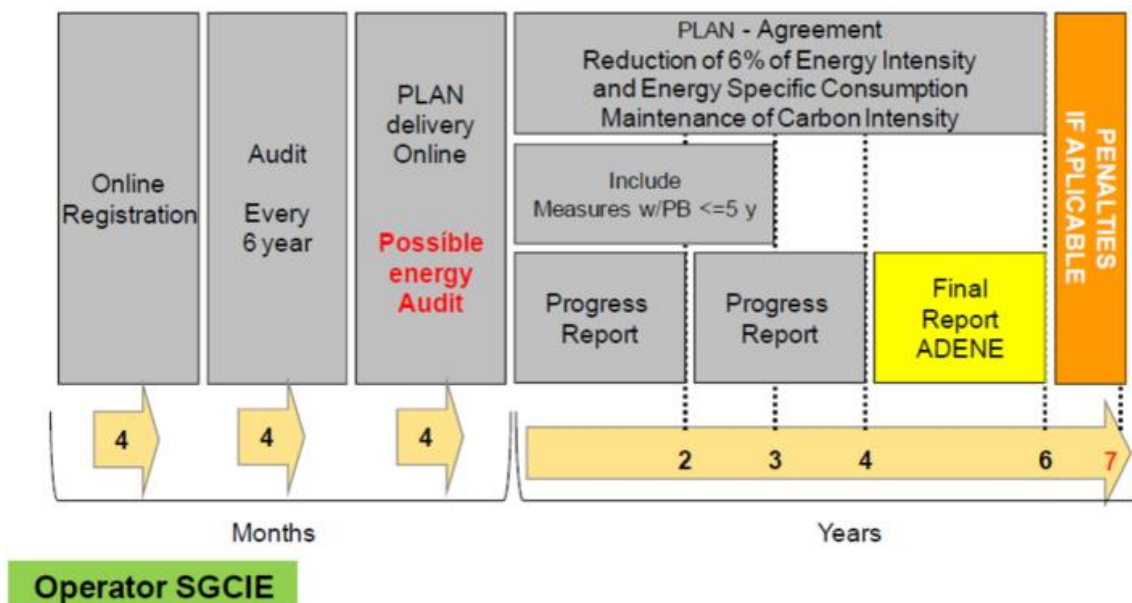 Online
Registration
Audit
Every
6 year
PLAN
delivery
Online
Possíble
energy
Audit
PLAN - Agreement
Reduction of 6% of Energy Intensity
and Energy Specific Consumption
Maintenance of Carbon Intensity
Include
Measures w/PB <=5 y
Progress
Report
Progress
Report
Final
Report
ADENE
PENALTIES
IF APLICABLE
4
4
4
2
3
4
6
7
Months
Years
Operator SGCIE